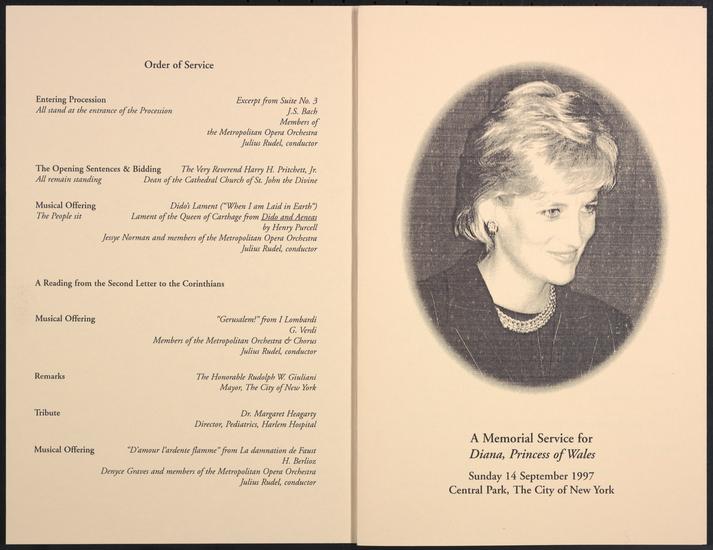 Order of Service
Entering Procession
Excerpt from Suite No. 3
All stand at the entrance of the Procession
J.S. Bach
Members of
the Metropolitan Opera Orchestra
Julius Rudel, conductor
The Opening Sentences & Bidding
The Very Reverend Harry H. Pritchett, Jr.
All remain standing
Dean of the Cathedral Church of St. John the Divine
Musical Offering
Dido's Lament ("When I am Laid in Earth")
The People sit
Lament of the Queen of Carthage from Dido and Aeneas
by Henry Purcell
Jessye Norman and members of the Metropolitan Opera Orchestra
Julius Rudel, conductor
A Reading from the Second Letter to the Corinthians
Musical Offering
"Gerusalem!" from I Lombardi
G. Verdi
Members of the Metropolitan Orchestra & Chorus
Julius Rudel, conductor
Remarks
The Honorable Rudolph W. Giuliani
Mayor, The City of New York
Tribute
Dr. Margaret Heagarty
Director, Pediatrics, Harlem Hospital
Musical Offering
"D'amour l'ardente flamme" from La damnation de Faust
H. Berlioz
Denyce Graves and members of the Metropolitan Opera Orchestra
Julius Rudel, conductor
A Memorial Service for
Diana, Princess of Wales
Sunday 14 September 1997
Central Park, The City of New York